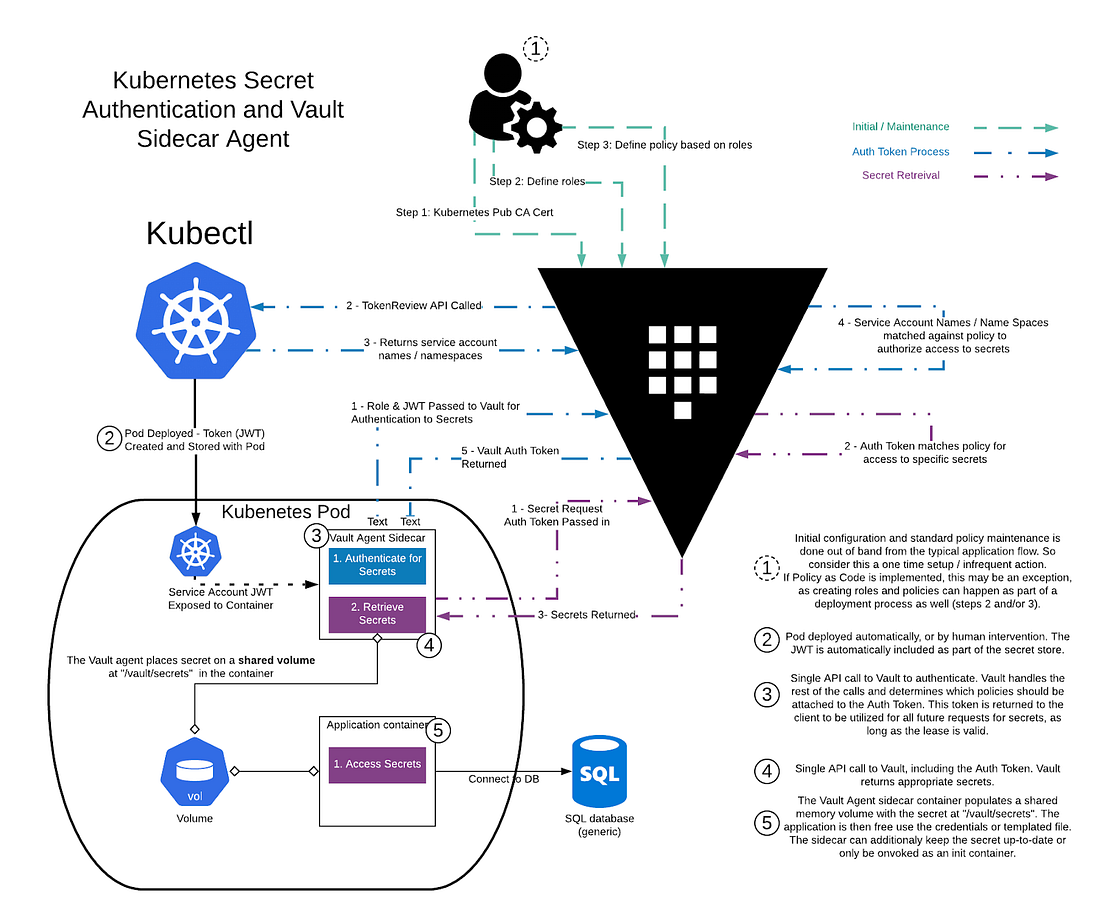 Kubernetes Secret
Authentication and Vault
Sidecar Agent
1
Step 3: Define policy based on roles
Step 2: Define roles
Step 1: Kubernetes Pub CA Cert
Initial / Maintenance
Auth Token Process
Secret Retreival
Kubectl
2 - TokenReview API Called
3 - Returns service account
names / namespaces
4 - Service Account Names / Name Spaces
matched against policy to
authorize access to secrets
1 - Role & JWT Passed to Vault for
Authentication to Secrets
2
Pod Deployed - Token (JWT)
Created and Stored with Pod
5 - Vault Auth Token
Returned
2 - Auth Token matches policy for
access to specific secrets
1 - Secret Request
Auth Token Passed in
Kubenetes Pod
Text
Text
3
Vault Agent Sidecar
1. Authenticate for
Secrets
2. Retrieve
Secrets
4
Service Account JWT
Exposed to Container
3- Secrets Returned
The Vault agent places secret on a shared volume
at "/vault/secrets" in the container
Application container
5
1. Access Secrets
vol
Volume
Connect to DB
SQL
SQL database
(generic)
1
Initial configuration and standard policy maintenance is
done out of band from the typical application flow. So
consider this a one time setup / infrequent action.
If Policy as Code is implemented, this may be an exception,
as creating roles and policies can happen as part of a
deployment process as well (steps 2 and/or 3).
2
Pod deployed automatically, or by human intervention. The
JWT is automatically included as part of the secret store.
3
Single API call to Vault to authenticate. Vault handles the
rest of the calls and determines which policies should be
attached to the Auth Token. This token is returned to the
client to be utilized for all future requests for secrets, as
long as the lease is valid.
4
Single API call to Vault, including the Auth Token. Vault
returns appropriate secrets.
5
The Vault Agent sidecar container populates a shared
memory volume with the secret at "/vault/secrets". The
application is then free use the credentials or templated file.
The sidecar can additionaly keep the secret up-to-date or
only be onvoked as an init container.